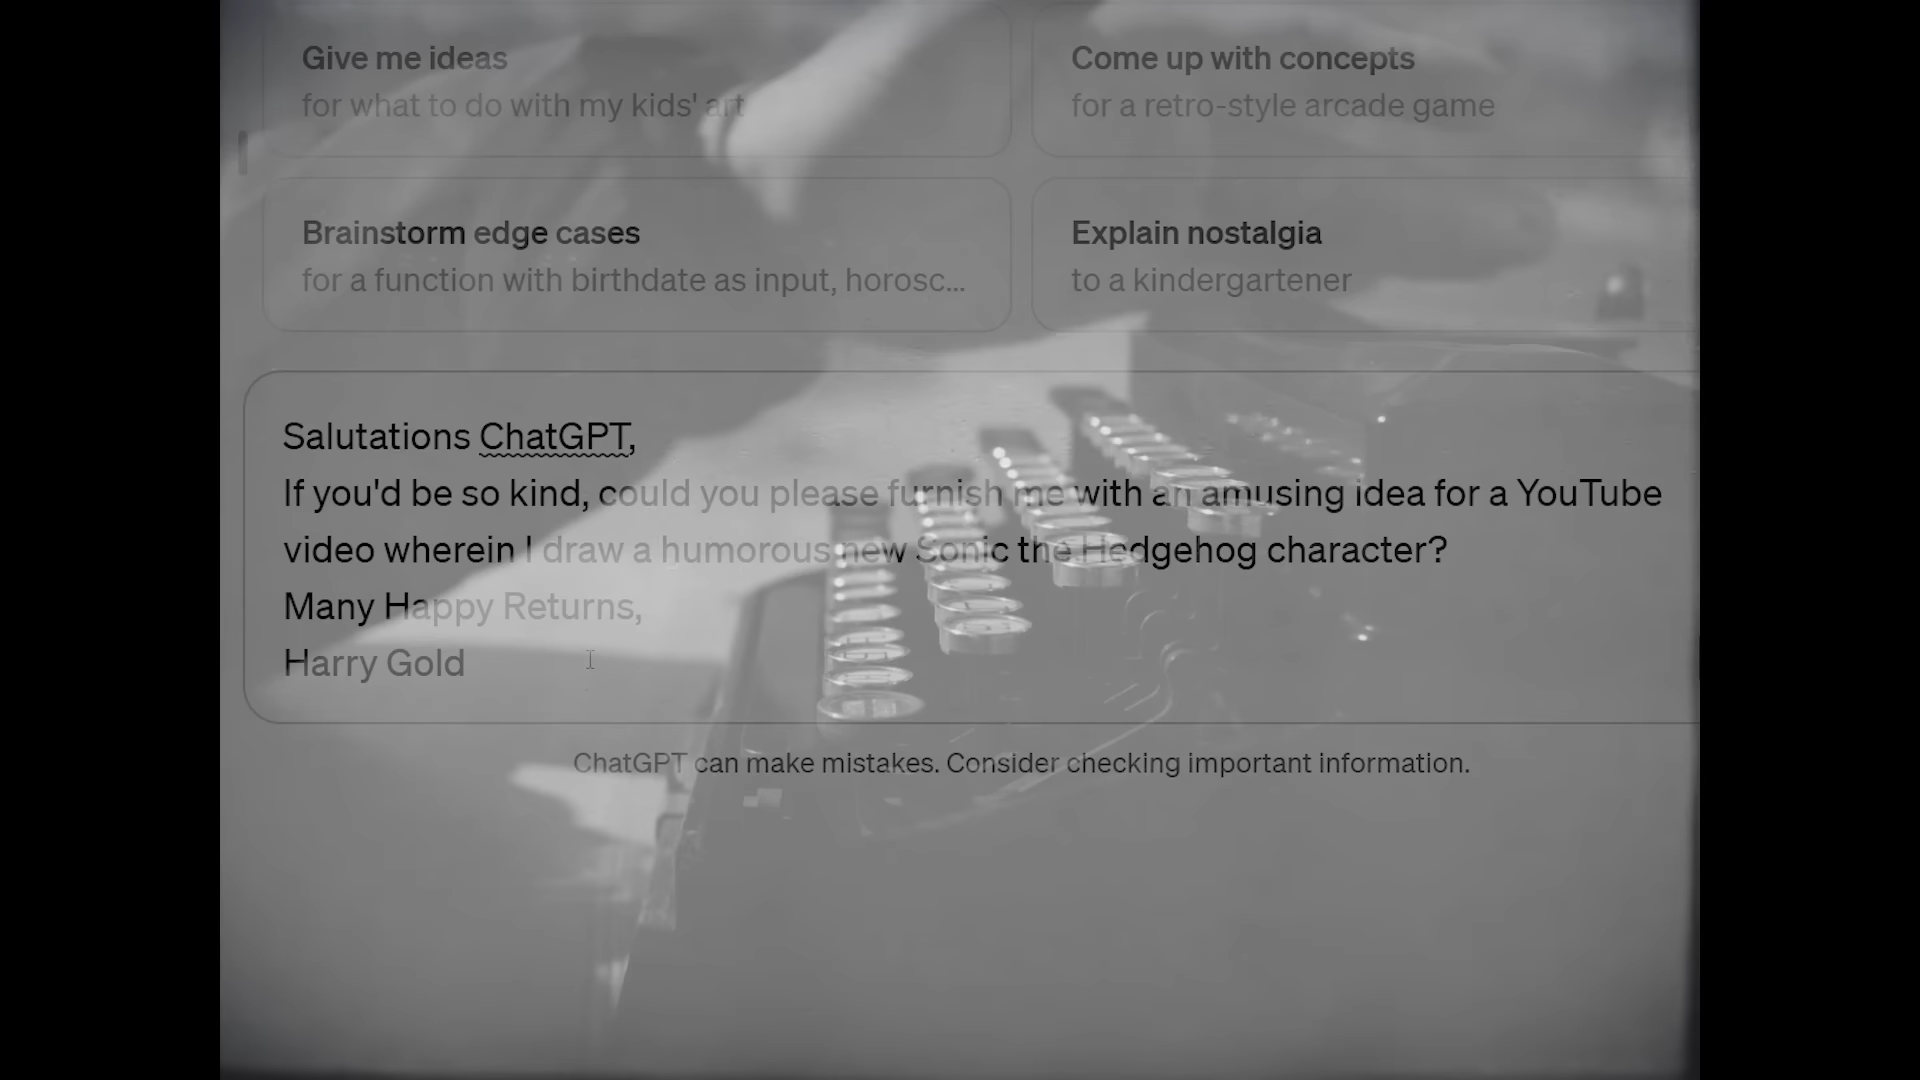 Give me ideas
for what to do with my kids' art
Come up with concepts
for a retro-style arcade game
Brainstorm edge cases
for a function with birthdate as input, horosc...
Explain nostalgia
to a kindergartener
Salutations ChatGPT,
If you'd be so kind, could you please furnish me with an amusing idea for a YouTube
video wherein I draw a humorous new Sonic the Hedgehog character?
Many Happy Returns,
Harry Gold
ChatGPT can make mistakes. Consider checking important information.